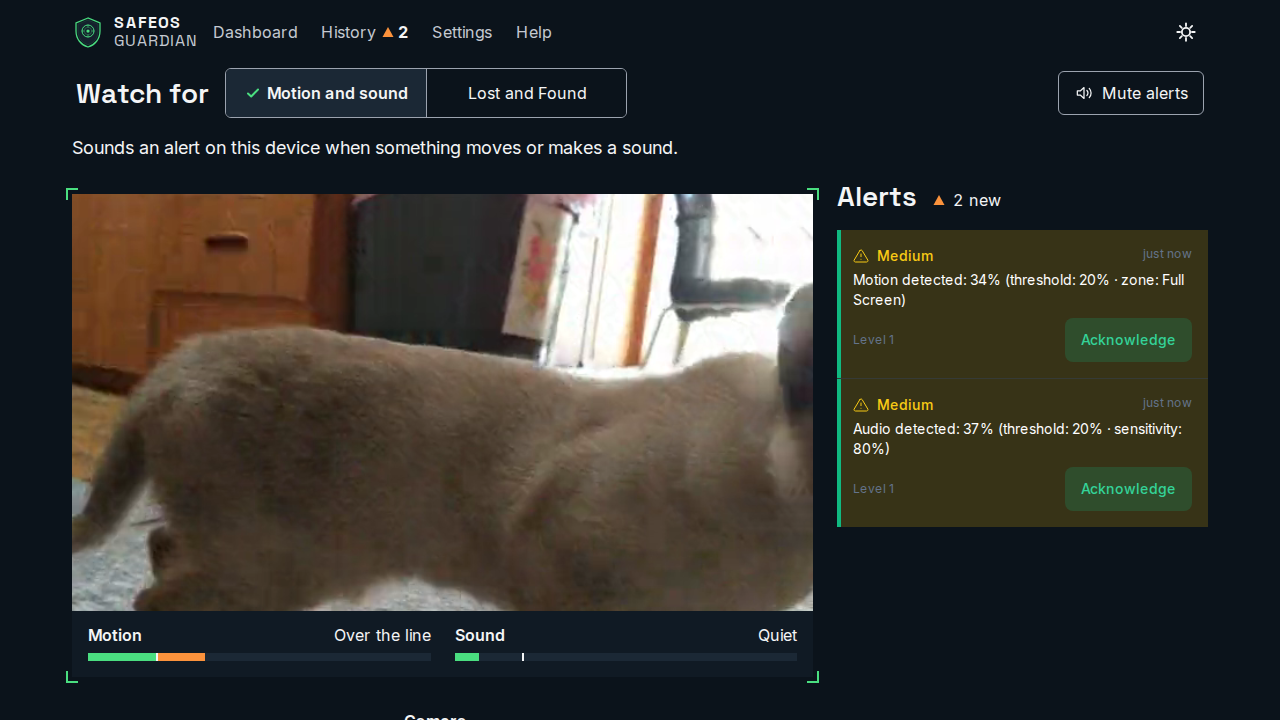 SAFEOS
GUARDIAN
Dashboard
History 2
Settings
Help
Watch for
Motion and sound
Lost and Found
Mute alerts
Sounds an alert on this device when something moves or makes a sound.
Alerts
2 new
Medium
just now
Motion detected: 34% (threshold: 20% · zone: Full
Screen)
Level 1
Acknowledge
Medium
just now
Audio detected: 37% (threshold: 20% · sensitivity:
80%)
Level 1
Acknowledge
Motion
Over the line
Sound
Quiet
Camera